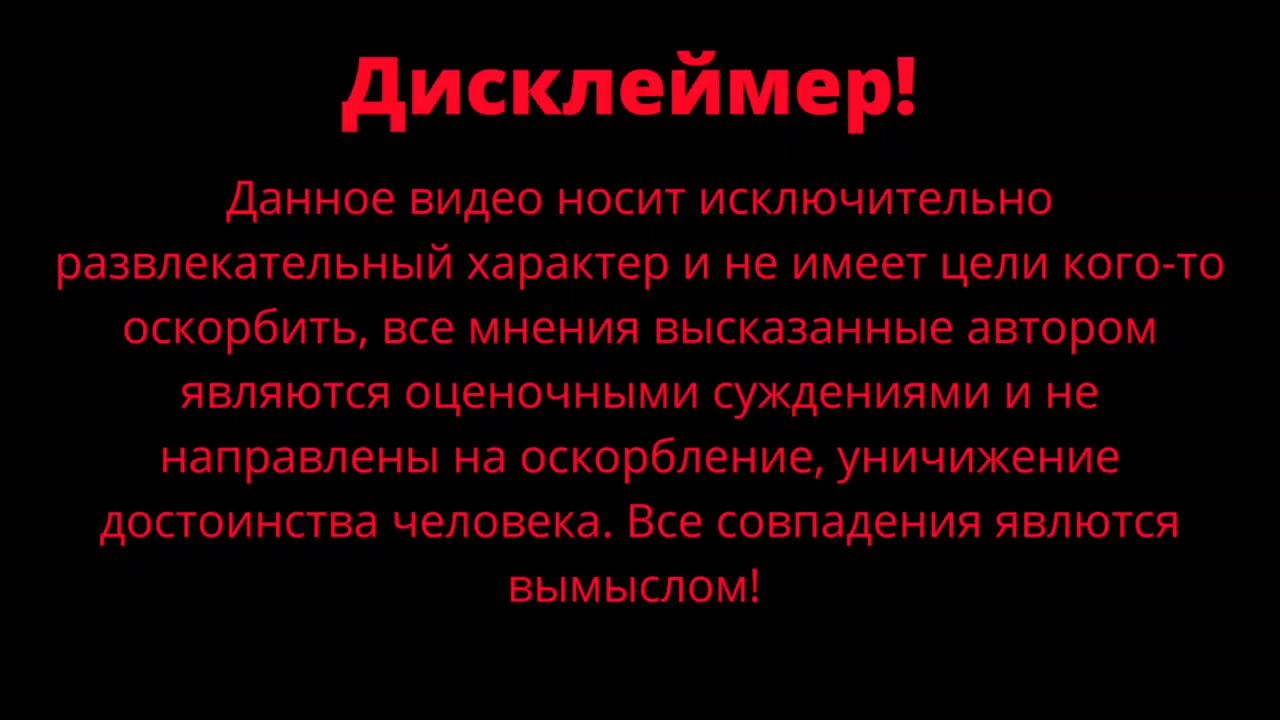 Дисклеймер!
Данное видео носит исключительно
развлекательный характер и не имеет цели кого-то
оскорбить, все мнения высказанные автором
являются оценочными суждениями и не
направлены на оскорбление, уничижение
достоинства человека. Все совпадения явлются
вымыслом!